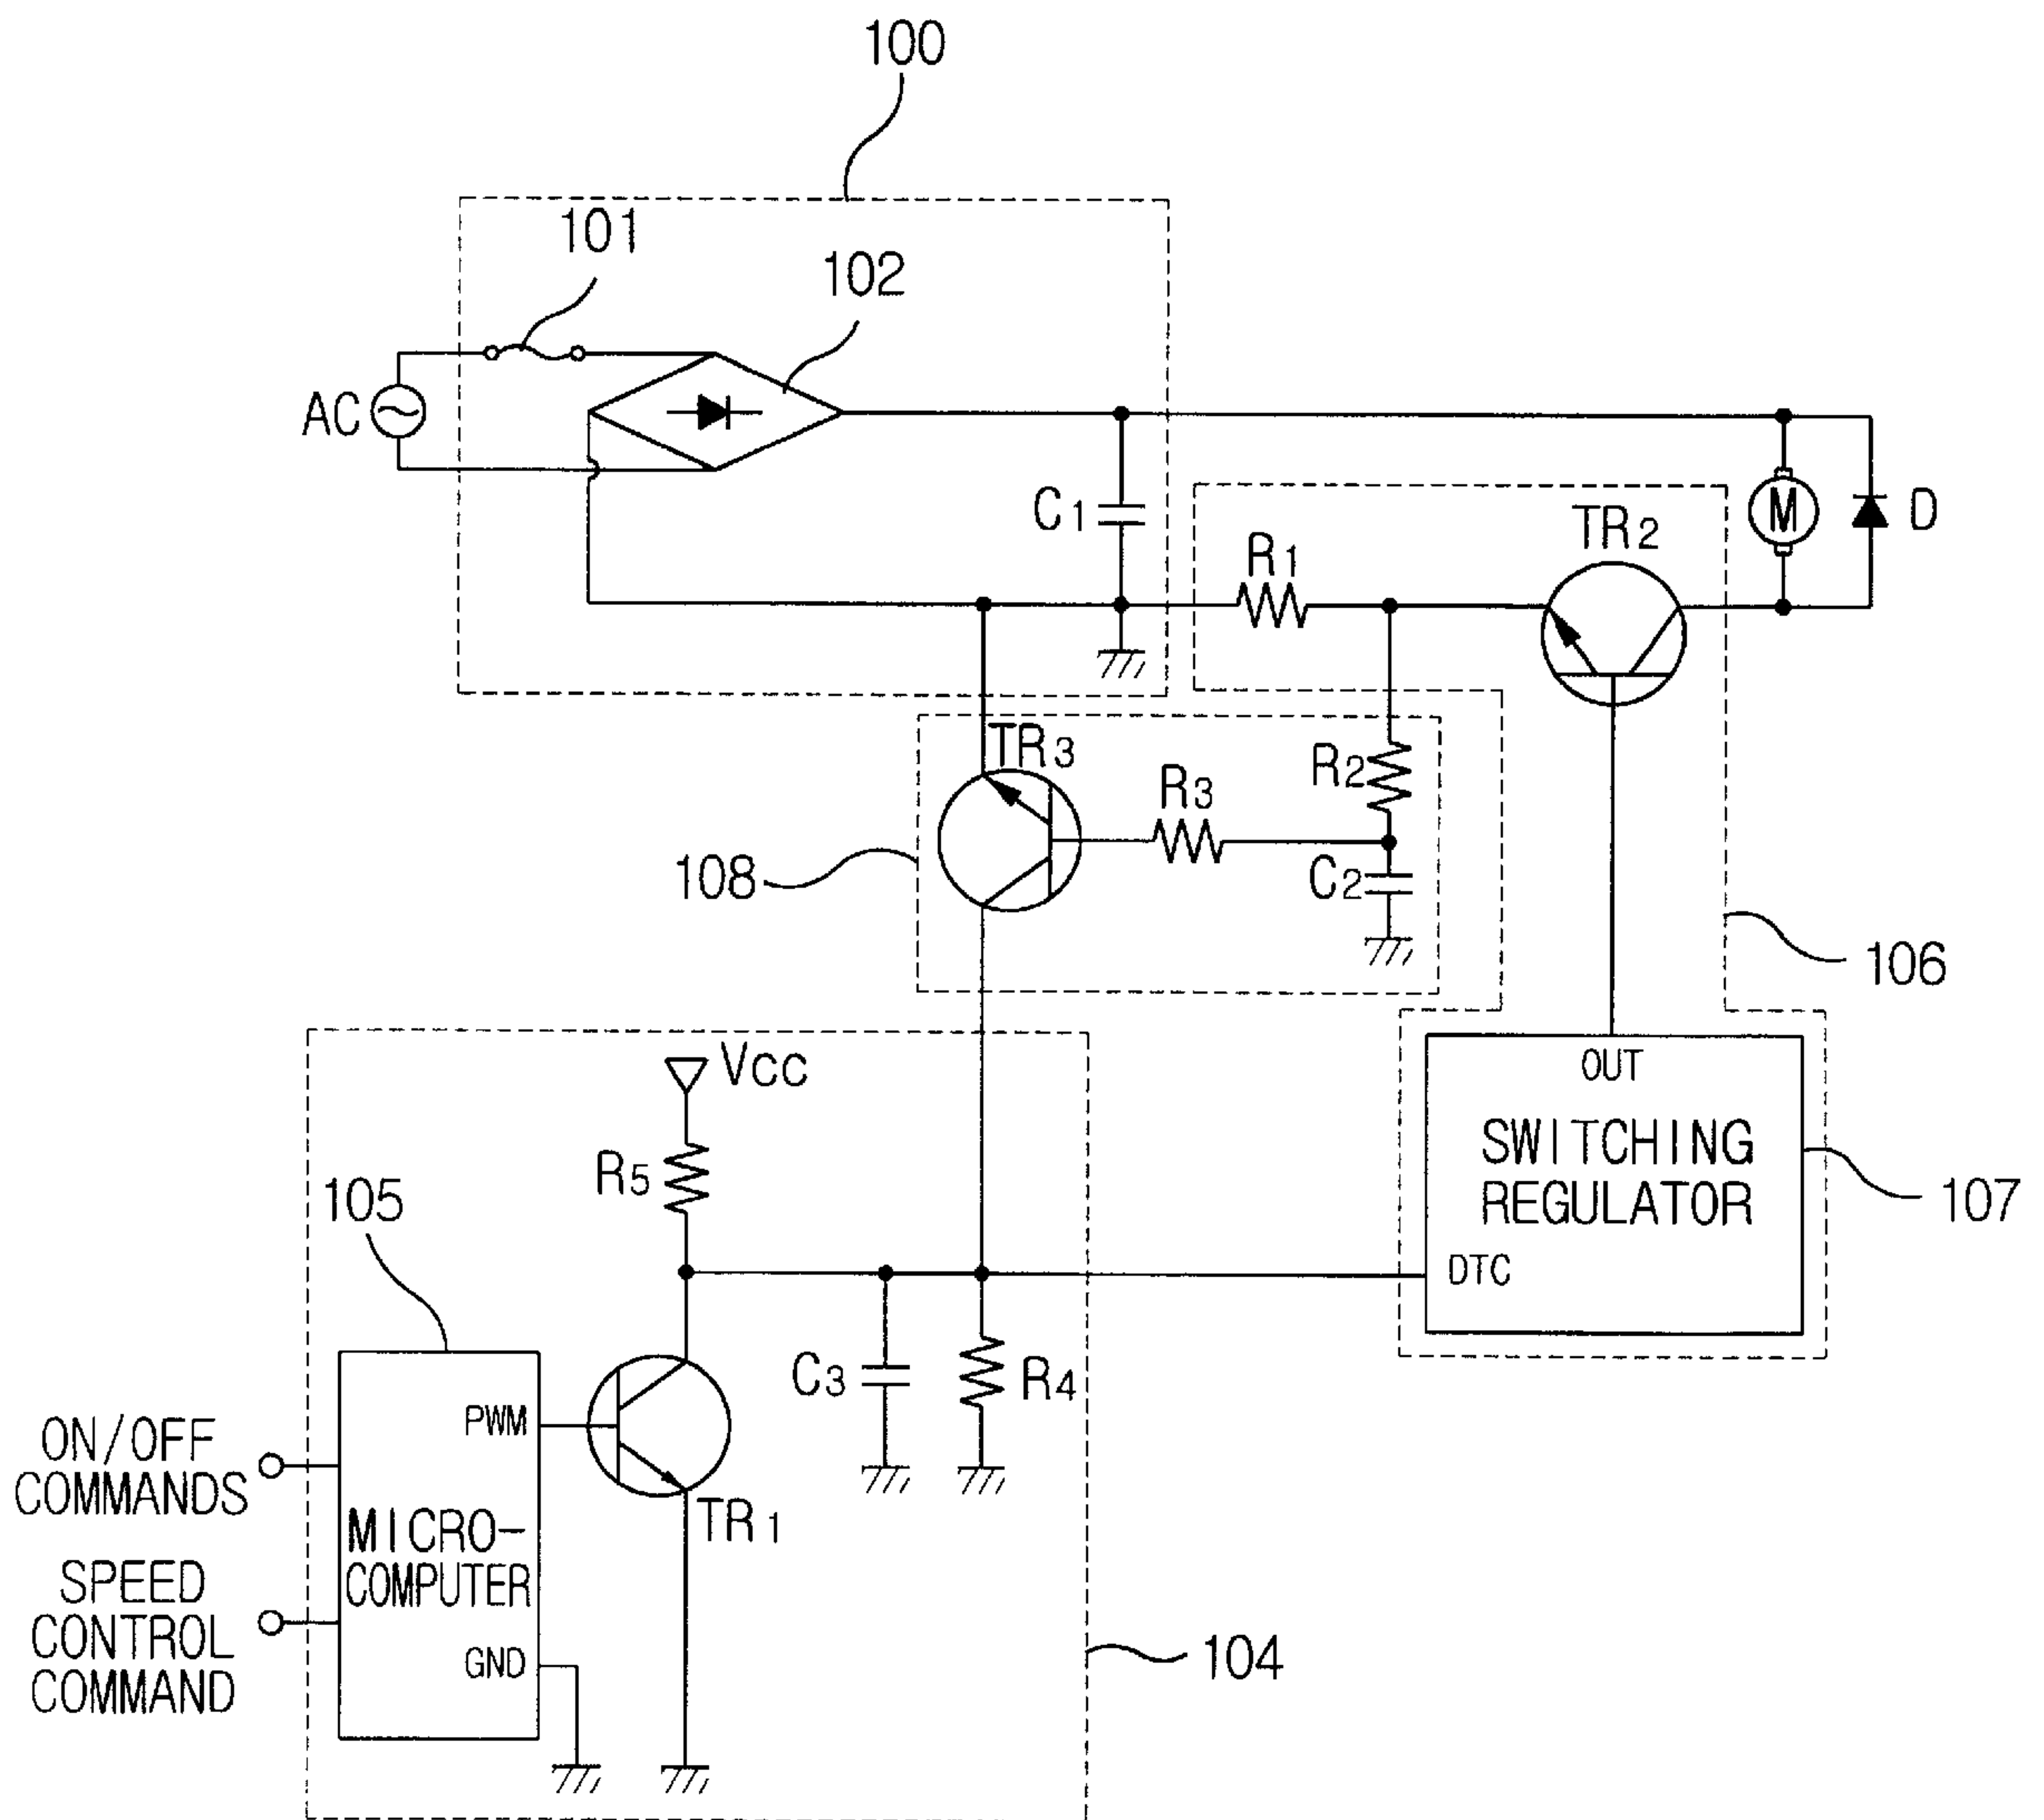 100
101
102
AC
C1
R1
TR2
M
D
TR3
R2
R3
C2
108
106
OUT
SWITCHING
REGULATOR
DTC
107
Vcc
R5
105
C3
R4
PWM
TR1
ON/OFF
COMMANDS
MICRO-
COMPUTER
SPEED
CONTROL
COMMAND
GND
104